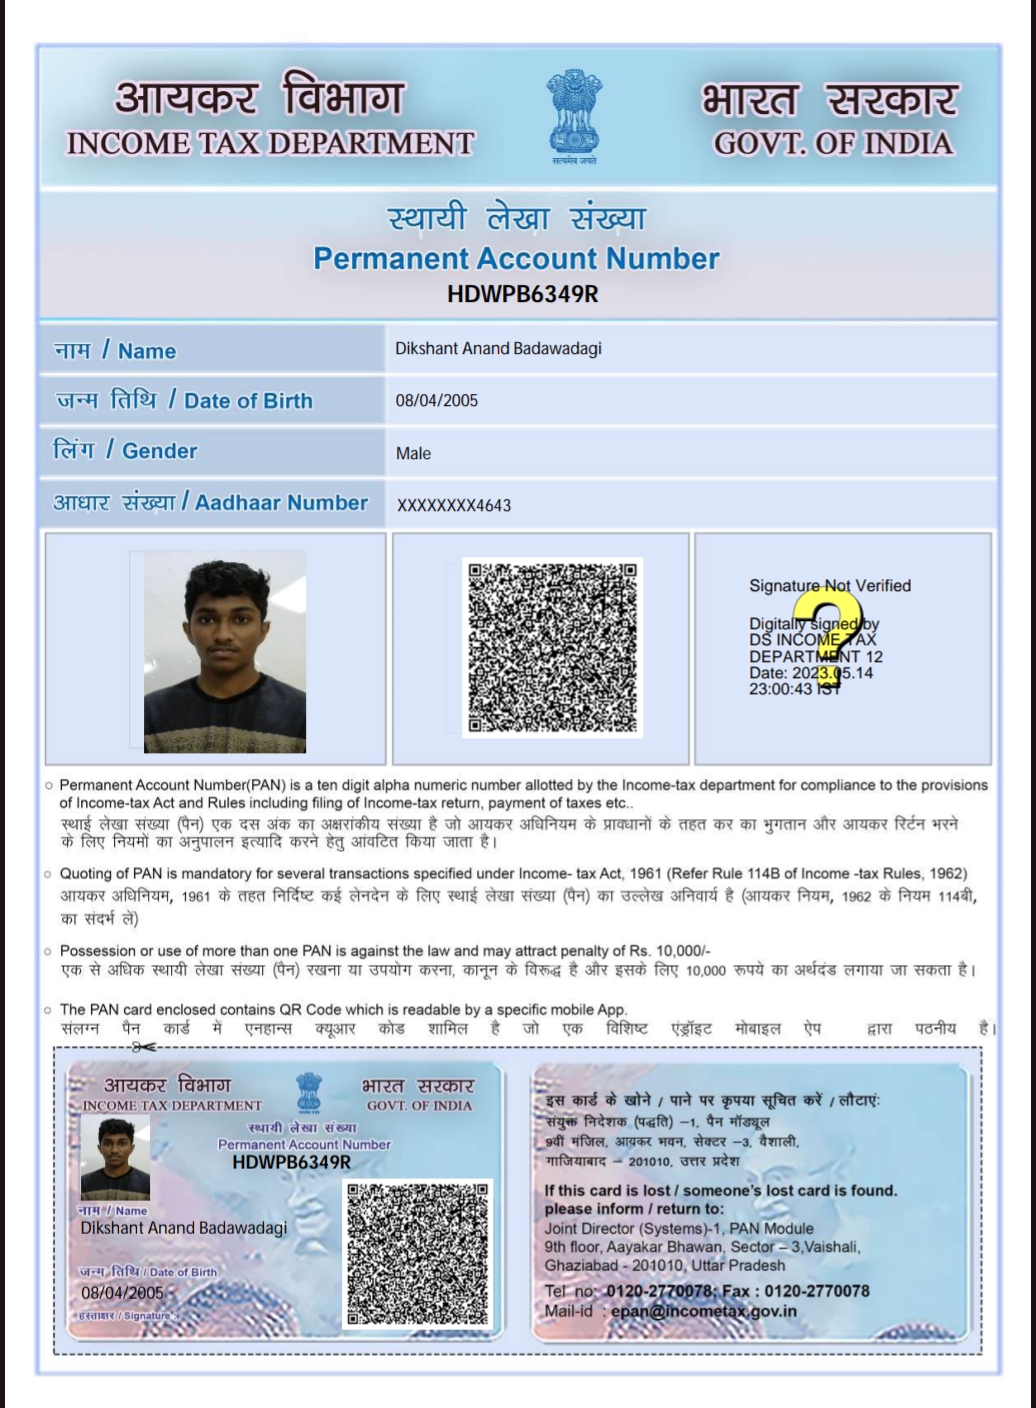 आयकर विभाग
INCOME TAX DEPARTMENT
सत्यमेव जयते
भारत सरकार
GOVT. OF INDIA
स्थायी लेखा संख्या
Permanent Account Number
HDWPB6349R
नाम / Name Dikshant Anand Badawadagi
जन्म तिथि / Date of Birth 08/04/2005
लिंग / Gender Male
आधार संख्या / Aadhaar Number XXXXXXXX4643
Signature Not Verified
Digitally signed by
DS INCOME TAX
DEPARTMENT 12
Date: 2023.05.14
23:00:43 IST
Permanent Account Number(PAN) is a ten digit alpha numeric number allotted by the Income-tax department for compliance to the provisions
of Income-tax Act and Rules including filing of Income-tax return, payment of taxes etc..
स्थाई लेखा संख्या (पैन) एक दस अंक का अक्षरांकीय संख्या है जो आयकर अधिनियम के प्रावधानों के तहत कर का भुगतान और आयकर रिर्टन भरने
के लिए नियमों का अनुपालन इत्यादि करने हेतु आंवटित किया जाता है।
Quoting of PAN is mandatory for several transactions specified under Income- tax Act, 1961 (Refer Rule 114B of Income -tax Rules, 1962)
आयकर अधिनियम, 1961 के तहत निर्दिष्ट कई लेनदेन के लिए स्थाई लेखा संख्या (पैन) का उल्लेख अनिवार्य है (आयकर नियम, 1962 के नियम 114बी,
का संदर्भ लें)
Possession or use of more than one PAN is against the law and may attract penalty of Rs. 10,000/-
एक से अधिक स्थायी लेखा संख्या (पैन) रखना या उपयोग करना, कानून के विरूद्ध है और इसके लिए 10,000 रूपये का अर्थदंड लगाया जा सकता है।
The PAN card enclosed contains QR Code which is readable by a specific mobile App.
संलग्न पैन कार्ड में एनहान्स क्यूआर कोड शामिल है जो एक विशिष्ट एंड्रॉइट मोबाइल ऐप द्वारा पठनीय है।
आयकर विभाग
INCOME TAX DEPARTMENT
भारत सरकार
GOVT. OF INDIA
स्थायी लेखा संख्या
Permanent Account Number
HDWPB6349R
नाम / Name
Dikshant Anand Badawadagi
जन्म तिथि / Date of Birth
08/04/2005
हस्ताक्षर / Signature :
इस कार्ड के खोने / पाने पर कृपया सूचित करें / लौटाएं:
संयुक्त निदेशक (पद्धति) –1, पैन मॉड्यूल
9वीं मंजिल, आयकर भवन, सेक्टर –3, वैशाली,
गाजियाबाद – 201010, उत्तर प्रदेश
If this card is lost / someone's lost card is found.
please inform / return to:
Joint Director (Systems)-1, PAN Module
9th floor, Aayakar Bhawan, Sector – 3,Vaishali,
Ghaziabad - 201010, Uttar Pradesh
Tel no: 0120-2770078; Fax : 0120-2770078
Mail-id : epan@incometax.gov.in